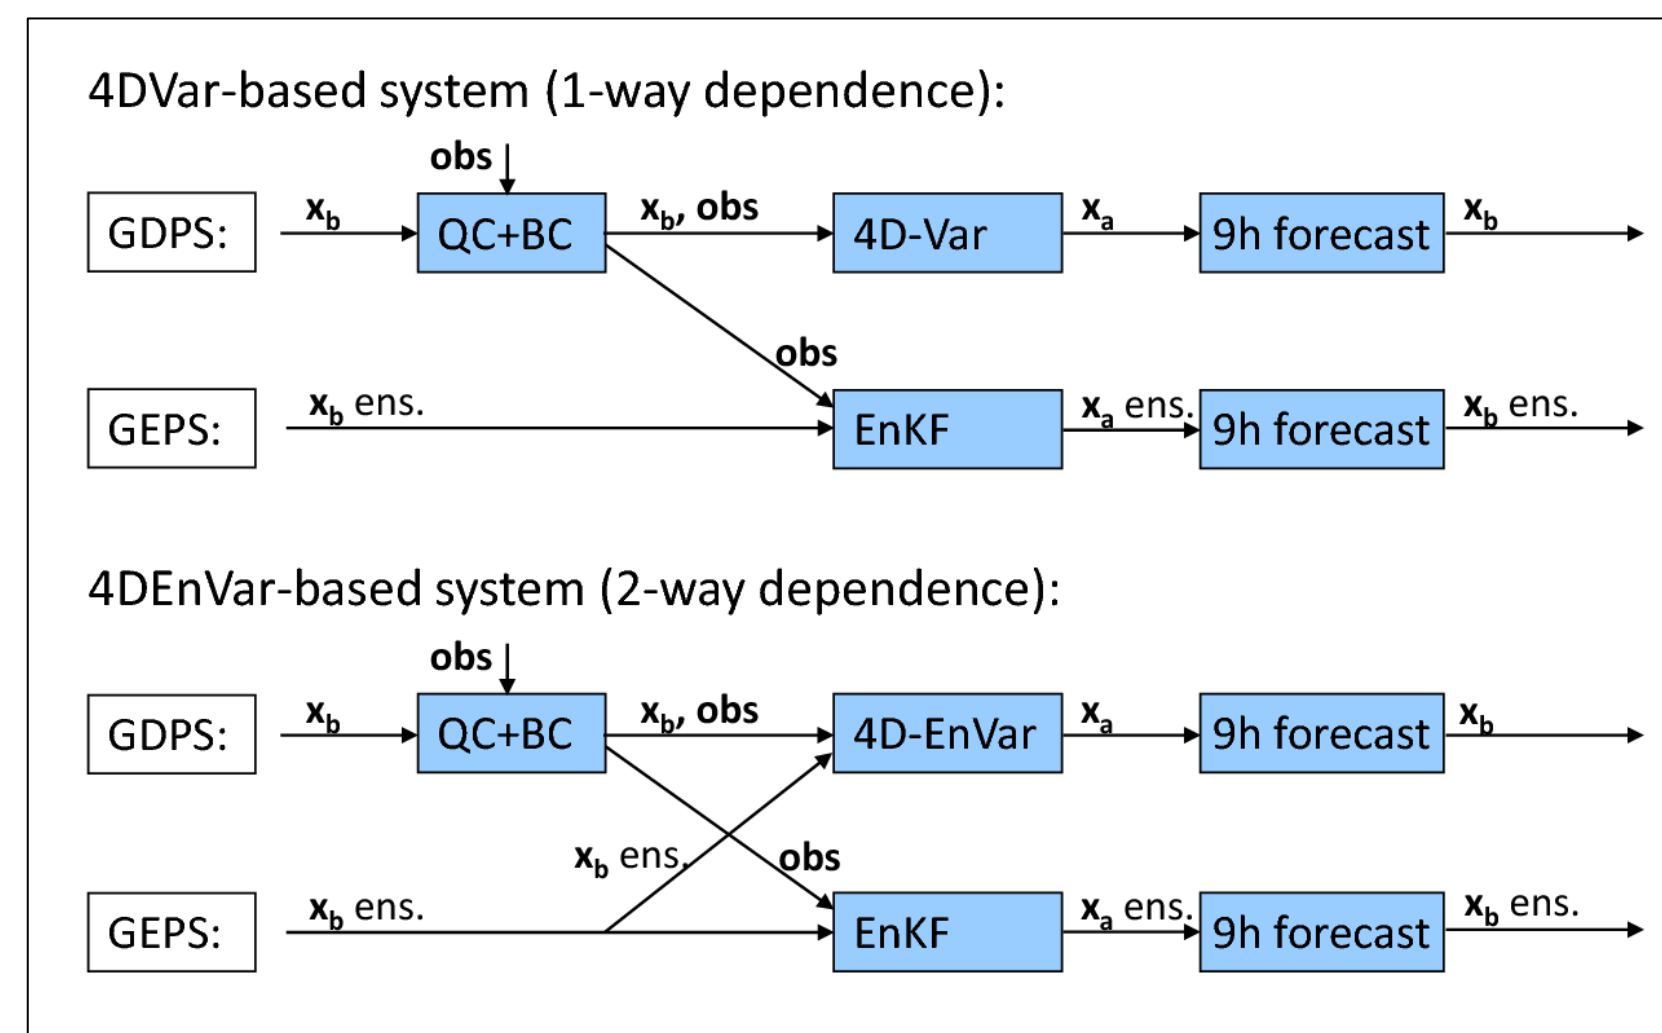 4DVar-based system (1-way dependence):
obs
GDPS: xb QC+BC xb, obs 4D-Var xa 9h forecast xb
obs
GEPS: xb ens. EnKF xa ens. 9h forecast xb ens.
4DEnVar-based system (2-way dependence):
obs
GDPS: xb QC+BC xb, obs 4D-EnVar xa 9h forecast xb
xb ens. obs
GEPS: xb ens. EnKF xa ens. 9h forecast xb ens.